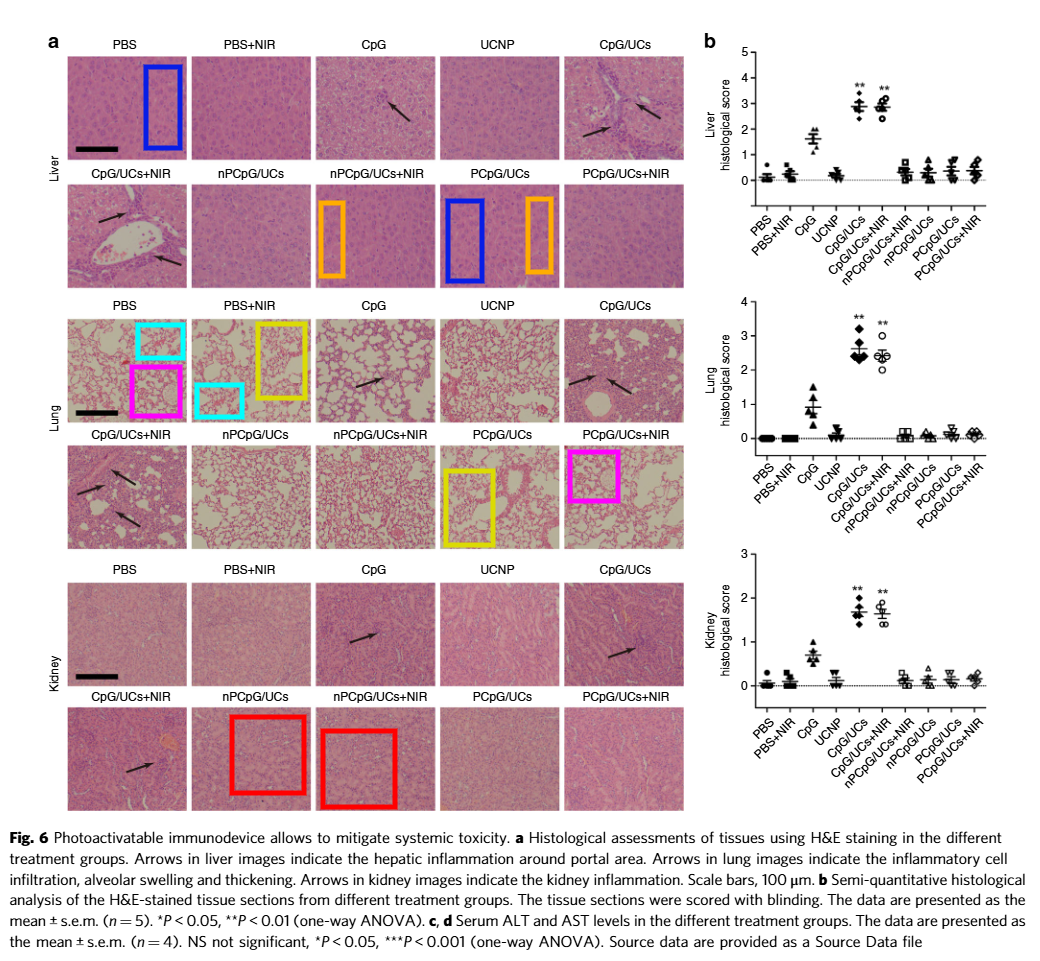 a
PBS PBS+NIR CpG UCNP CpG/UCs
Liver
CpG/UCs+NIR nPCpG/UCs nPCpG/UCs+NIR PCpG/UCs PCpG/UCs+NIR
PBS PBS+NIR CpG UCNP CpG/UCs
Lung
CpG/UCs+NIR nPCpG/UCs nPCpG/UCs+NIR PCpG/UCs PCpG/UCs+NIR
PBS PBS+NIR CpG UCNP CpG/UCs
Kidney
CpG/UCs+NIR nPCpG/UCs nPCpG/UCs+NIR PCpG/UCs PCpG/UCs+NIR
b
Liver
histological score
5
4
3
2
1
0
** **
PBS PBS+NIR CpG UCNP CpG/UCs CpG/UCs+NIR nPCpG/UCs+NIR nPCpG/UCs PCpG/UCs PCpG/UCs+NIR
Lung
histological score
4
3
2
1
0
** **
PBS PBS+NIR CpG UCNP CpG/UCs CpG/UCs+NIR nPCpG/UCs+NIR nPCpG/UCs PCpG/UCs PCpG/UCs+NIR
Kidney
histological score
3
2
1
0
** **
PBS PBS+NIR CpG UCNP CpG/UCs CpG/UCs+NIR nPCpG/UCs+NIR nPCpG/UCs PCpG/UCs PCpG/UCs+NIR
Fig. 6 Photoactivatable immunodevice allows to mitigate systemic toxicity. a Histological assessments of tissues using H&E staining in the different
treatment groups. Arrows in liver images indicate the hepatic inflammation around portal area. Arrows in lung images indicate the inflammatory cell
infiltration, alveolar swelling and thickening. Arrows in kidney images indicate the kidney inflammation. Scale bars, 100 μm. b Semi-quantitative histological
analysis of the H&E-stained tissue sections from different treatment groups. The tissue sections were scored with blinding. The data are presented as the
mean ± s.e.m. (n = 5). *P < 0.05, **P < 0.01 (one-way ANOVA). c, d Serum ALT and AST levels in the different treatment groups. The data are presented as
the mean ± s.e.m. (n = 4). NS not significant, *P < 0.05, ***P < 0.001 (one-way ANOVA). Source data are provided as a Source Data file